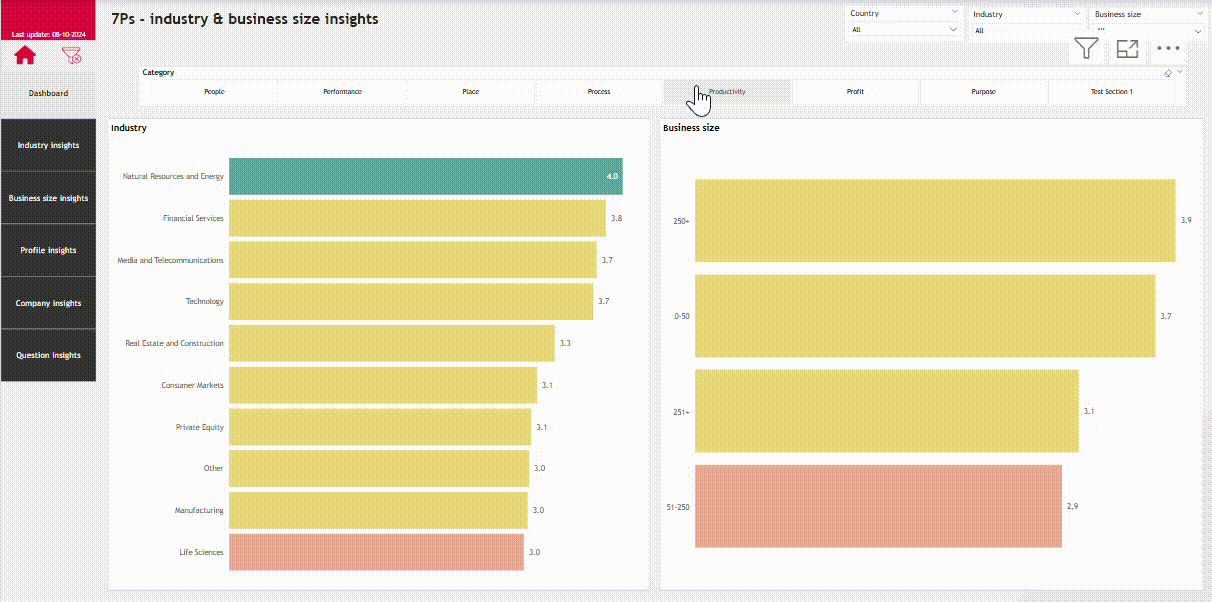 7Ps - industry & business size insights
Country
Industry
Business size
All
All
Last update: 08-10-2024
Category
People
Performance
Place
Process
Productivity
Profit
Purpose
Test Section 1
Dashboard
Industry insights
Business size insights
Profile insights
Company insights
Question insights
Industry
Natural Resources and Energy 4.0
Financial Services 3.8
Media and Telecommunications 3.7
Technology 3.7
Real Estate and Construction 3.3
Consumer Markets 3.1
Private Equity 3.1
Other 3.0
Manufacturing 3.0
Life Sciences 3.0
Business size
250+ 3.9
0-50 3.7
251+ 3.1
51-250 2.9